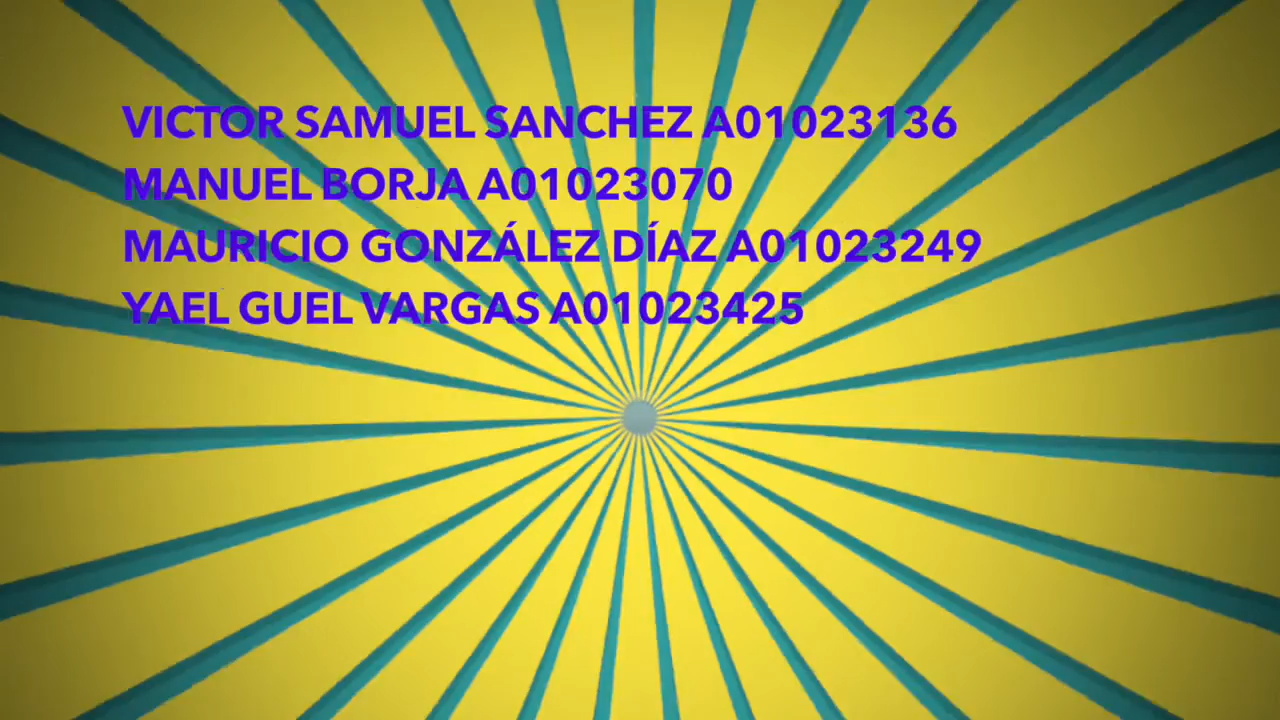 VICTOR SAMUEL SANCHEZ A01023136
MANUEL BORJA A01023070
MAURICIO GONZÁLEZ DÍAZ A01023249
YAEL GUEL VARGAS A01023425